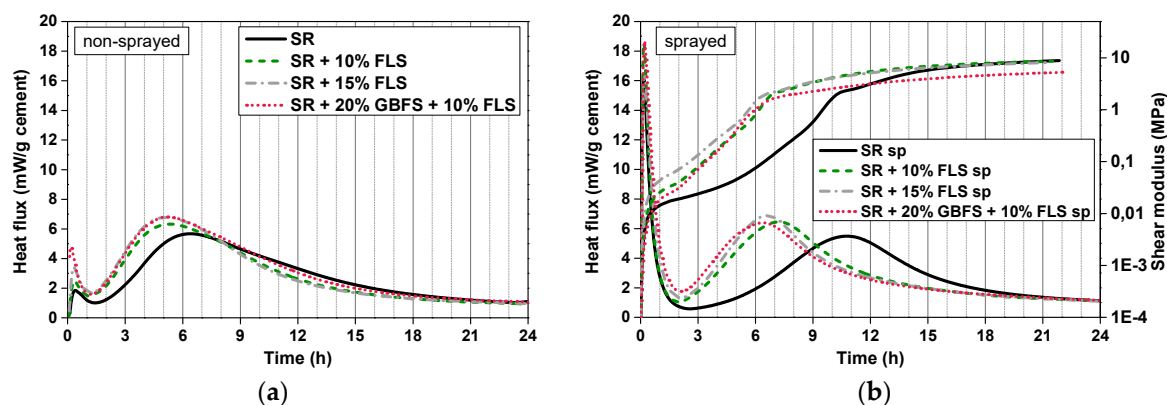 non-sprayed
SR
SR + 10% FLS
SR + 15% FLS
SR + 20% GBFS + 10% FLS
Heat flux (mW/g cement)
20
18
16
14
12
10
8
6
4
2
0
0 3 6 9 12 15 18 21 24
Time (h)
(a)
sprayed
SR sp
SR + 10% FLS sp
SR + 15% FLS sp
SR + 20% GBFS + 10% FLS sp
Heat flux (mW/g cement)
20
18
16
14
12
10
8
6
4
2
0
0 3 6 9 12 15 18 21 24
Time (h)
10
1
0,1
0,01
1E-3
1E-4
Shear modulus (MPa)
(b)